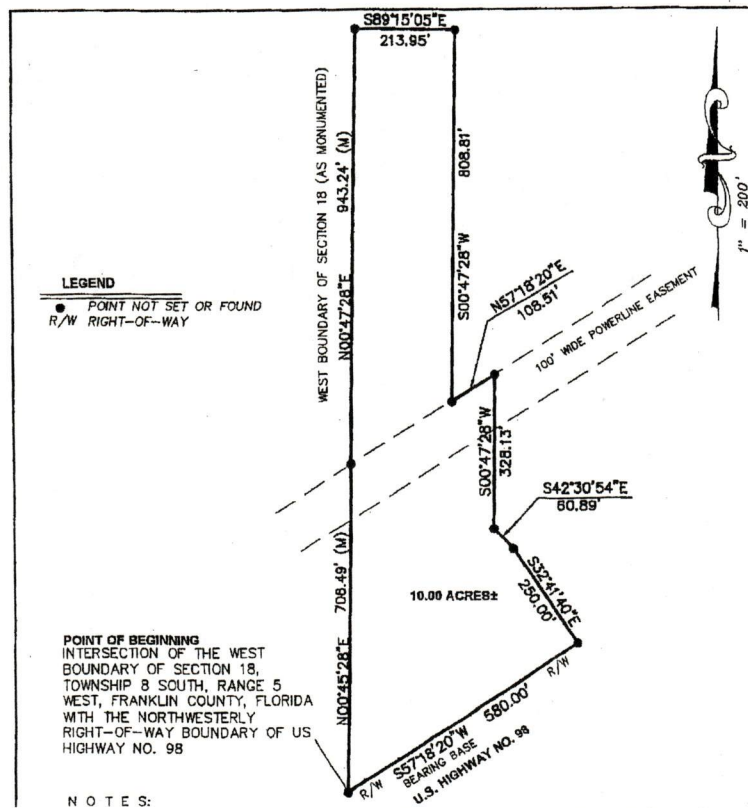 S89°15'05"E
213.95'
WEST BOUNDARY OF SECTION 18 (AS MONUMENTED)
N00°47'28"E 943.24' (M)
S00°47'28"W 808.81'
1" = 200'
N57°18'20"E
108.51'
LEGEND
● POINT NOT SET OR FOUND
R/W RIGHT-OF-WAY
100' WIDE POWERLINE EASEMENT
S00°47'28"W
328.13'
S42°30'54"E
60.89'
S32°41'40"E
250.00'
N00°45'28"E 708.49' (M)
10.00 ACRES±
POINT OF BEGINNING
INTERSECTION OF THE WEST
BOUNDARY OF SECTION 18,
TOWNSHIP 8 SOUTH, RANGE 5
WEST, FRANKLIN COUNTY, FLORIDA
WITH THE NORTHWESTERLY
RIGHT-OF-WAY BOUNDARY OF US
HIGHWAY NO. 98
R/W S57°18'20"W 580.00' R/W
BEARING BASE
U.S. HIGHWAY NO. 98
NOTES: